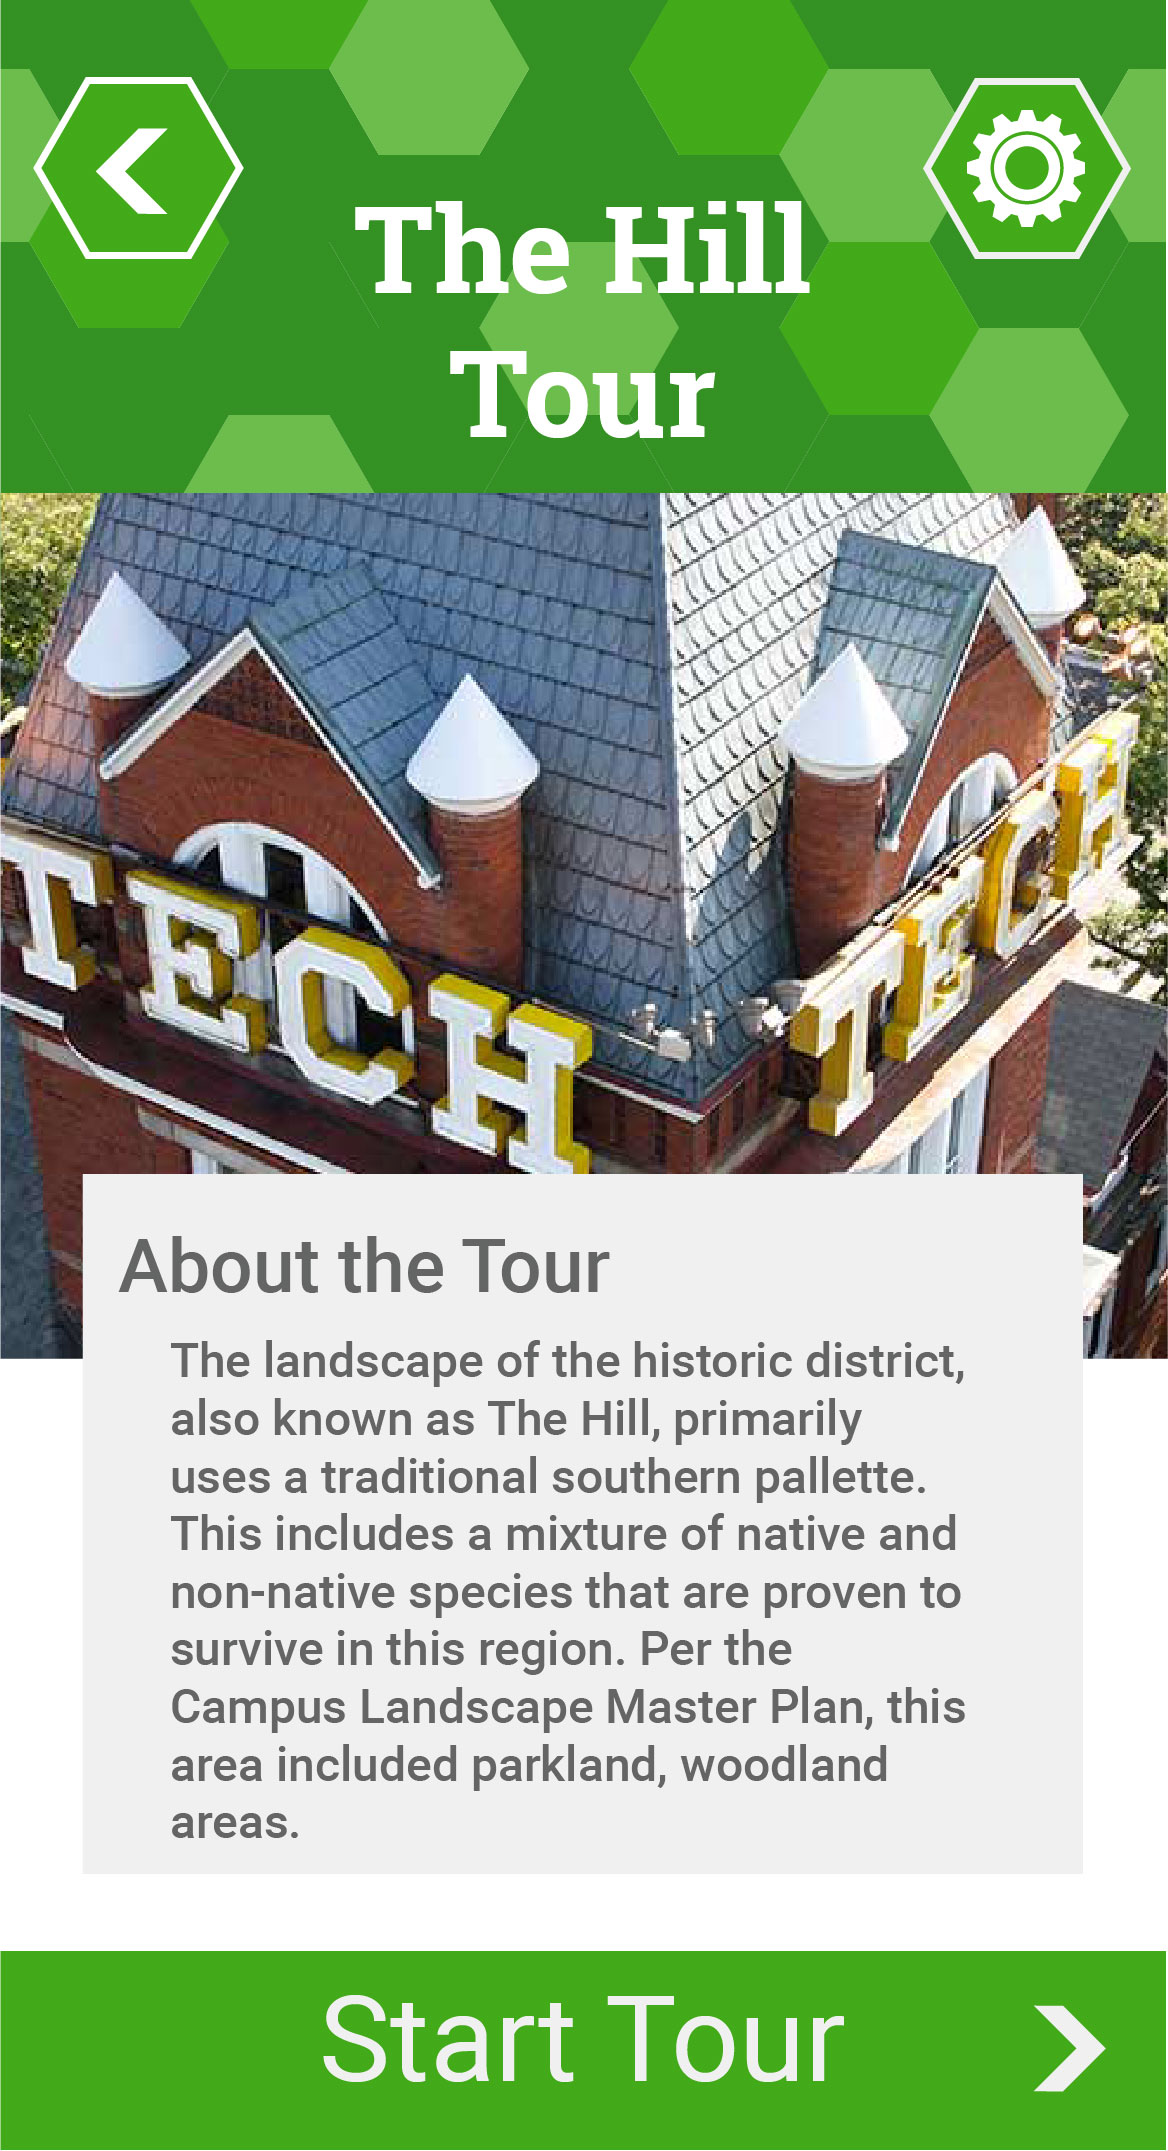 The Hill
Tour
TECH
TECH
About the Tour
The landscape of the historic district,
also known as The Hill, primarily
uses a traditional southern pallette.
This includes a mixture of native and
non-native species that are proven to
survive in this region. Per the
Campus Landscape Master Plan, this
area included parkland, woodland
areas.
Start Tour